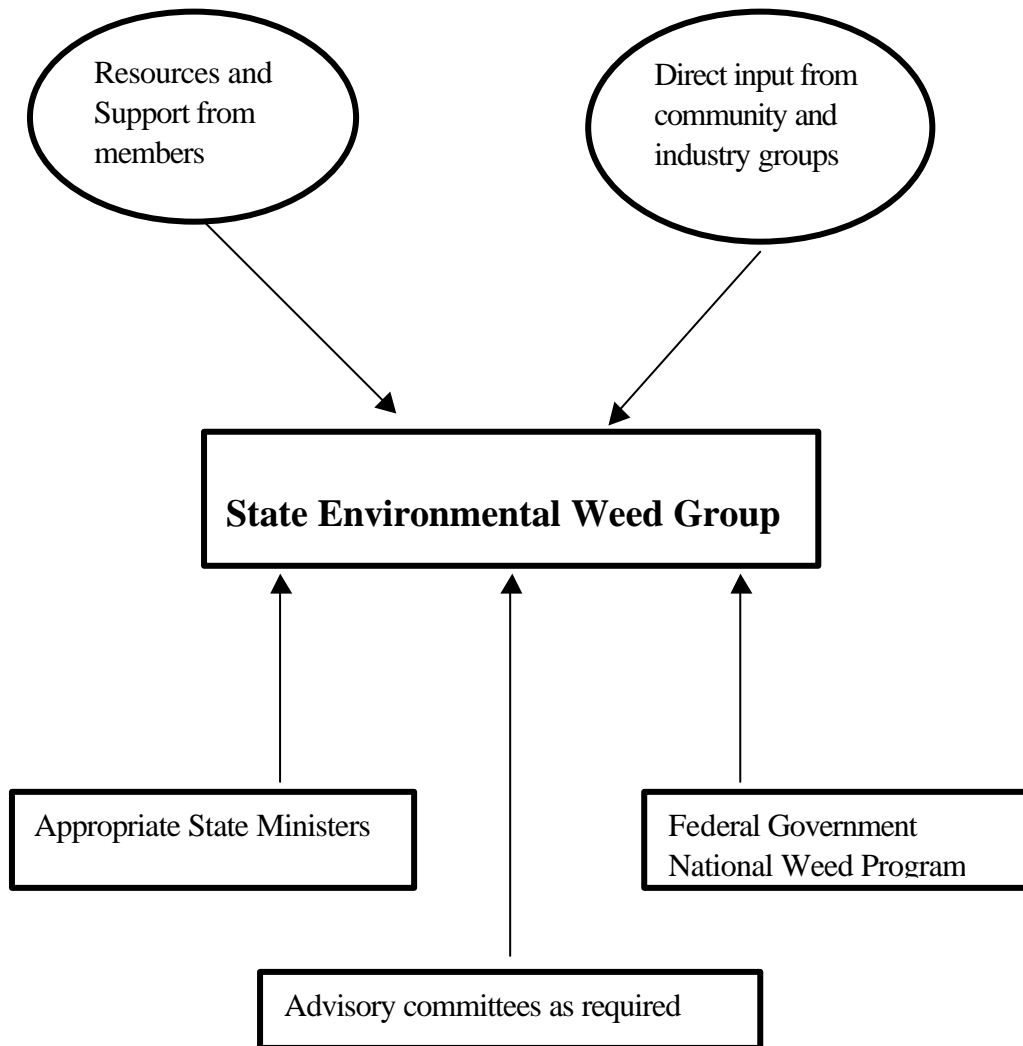 Resources and
Support from
members
Direct input from
community and
industry groups
State Environmental Weed Group
Appropriate State Ministers
Federal Government
National Weed Program
Advisory committees as required